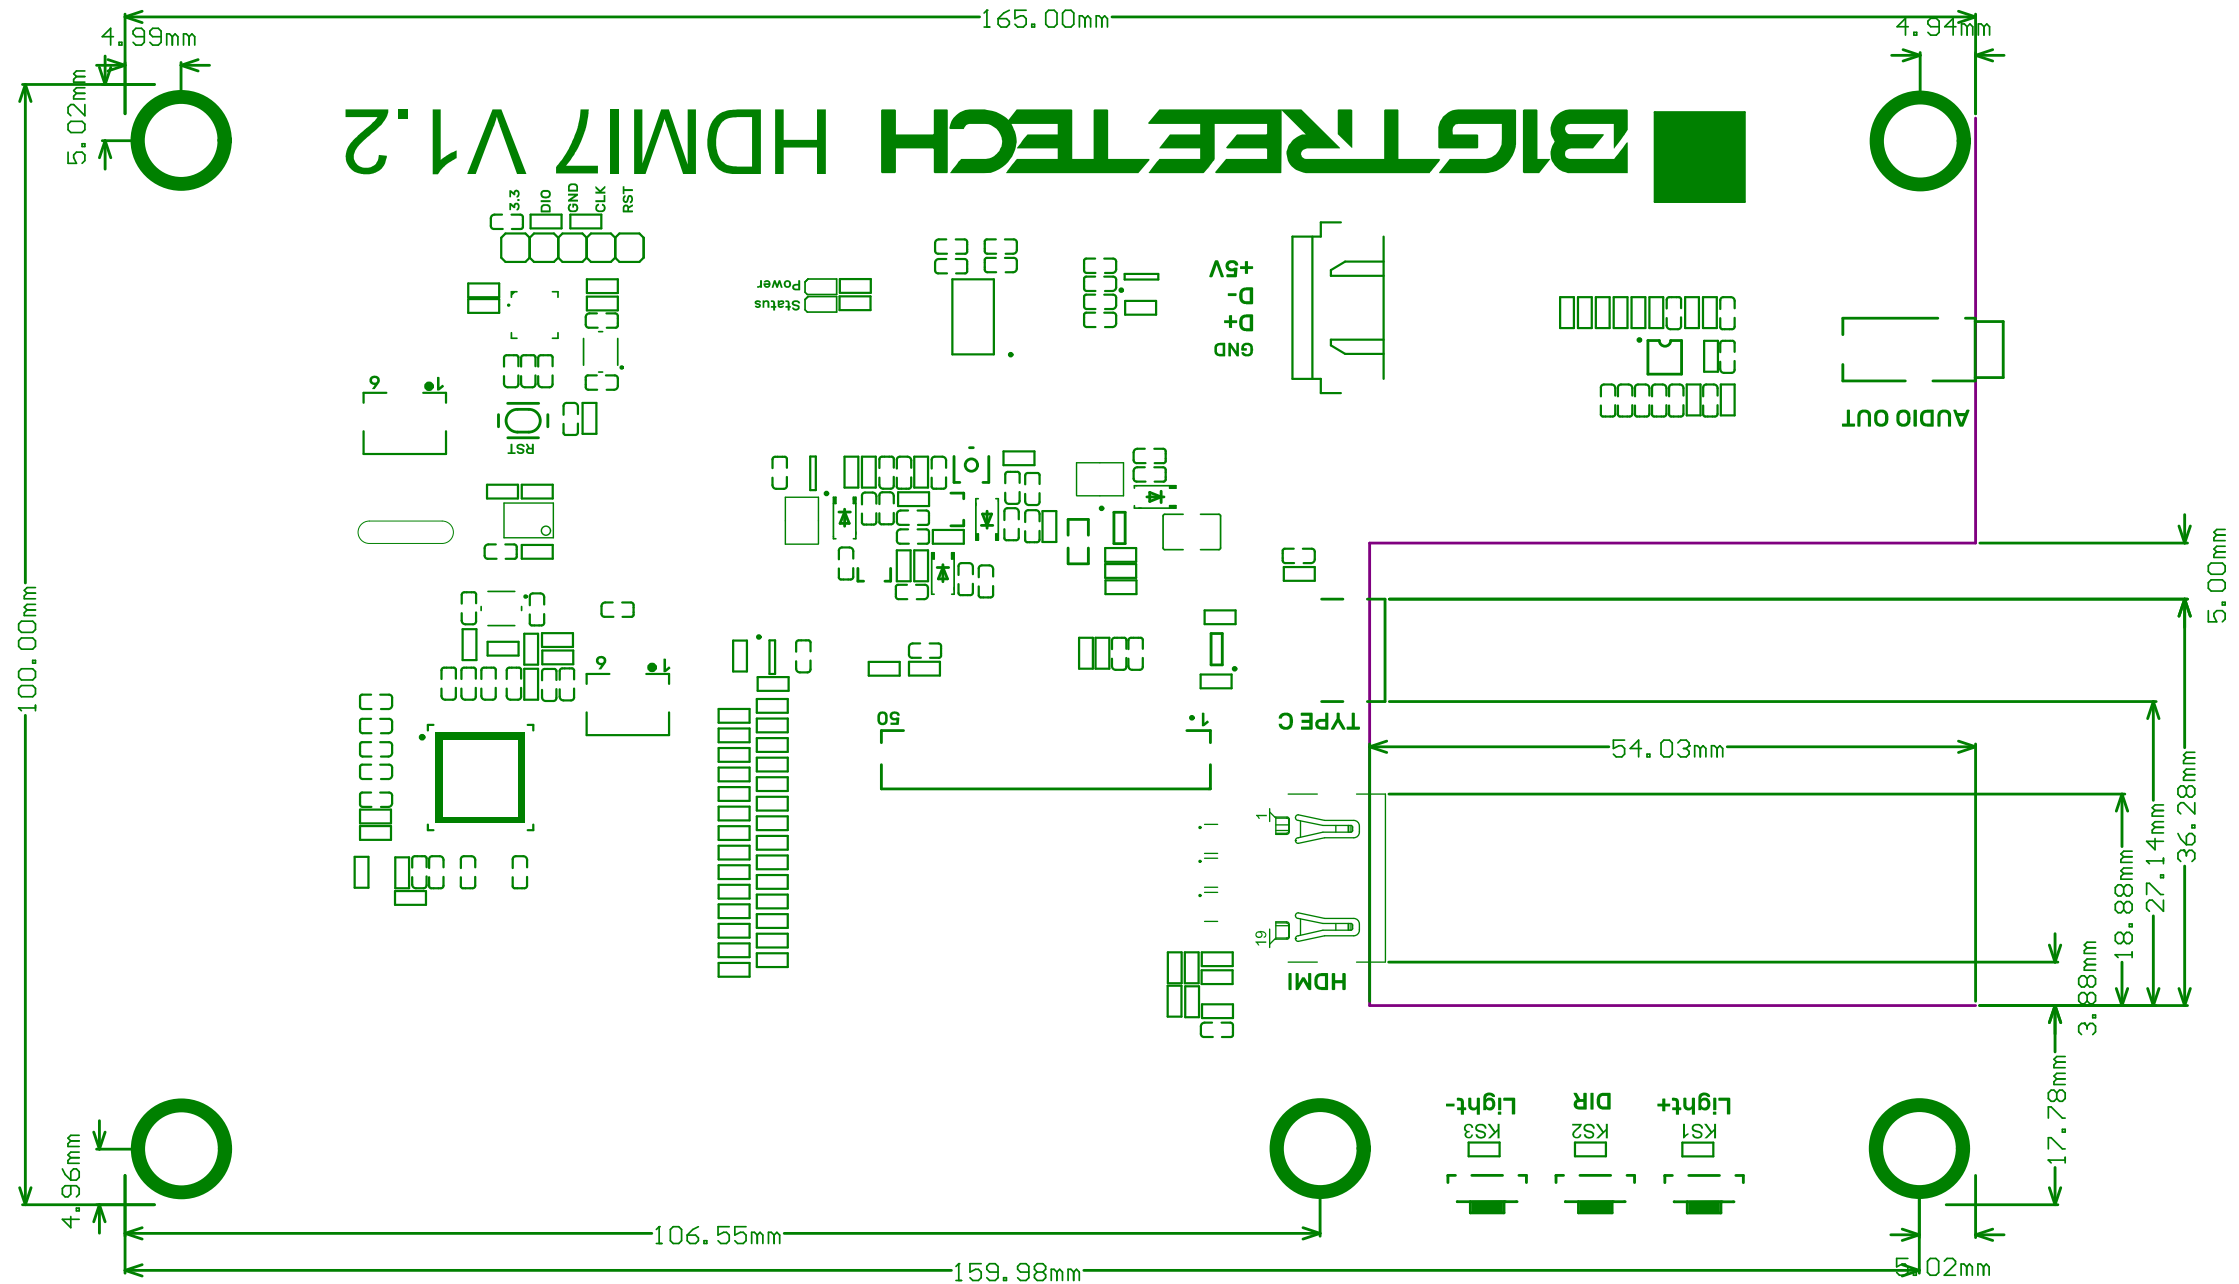 165.00mm
4.99mm
4.94mm
5.02mm
BIGTREETECH HDMI7 V1.2
3.3
DIO
GND
CLK
RST
Power
Status
+5V
D-
D+
GND
6
1
RST
AUDIO OUT
5.00mm
100.00mm
6
1
50
1
TYPE C
54.03mm
36.28mm
27.14mm
18.88mm
1
19
HDMI
3.88mm
17.78mm
Light-
DIR
Light+
KS3
KS2
KS1
4.96mm
106.55mm
159.98mm
5.02mm